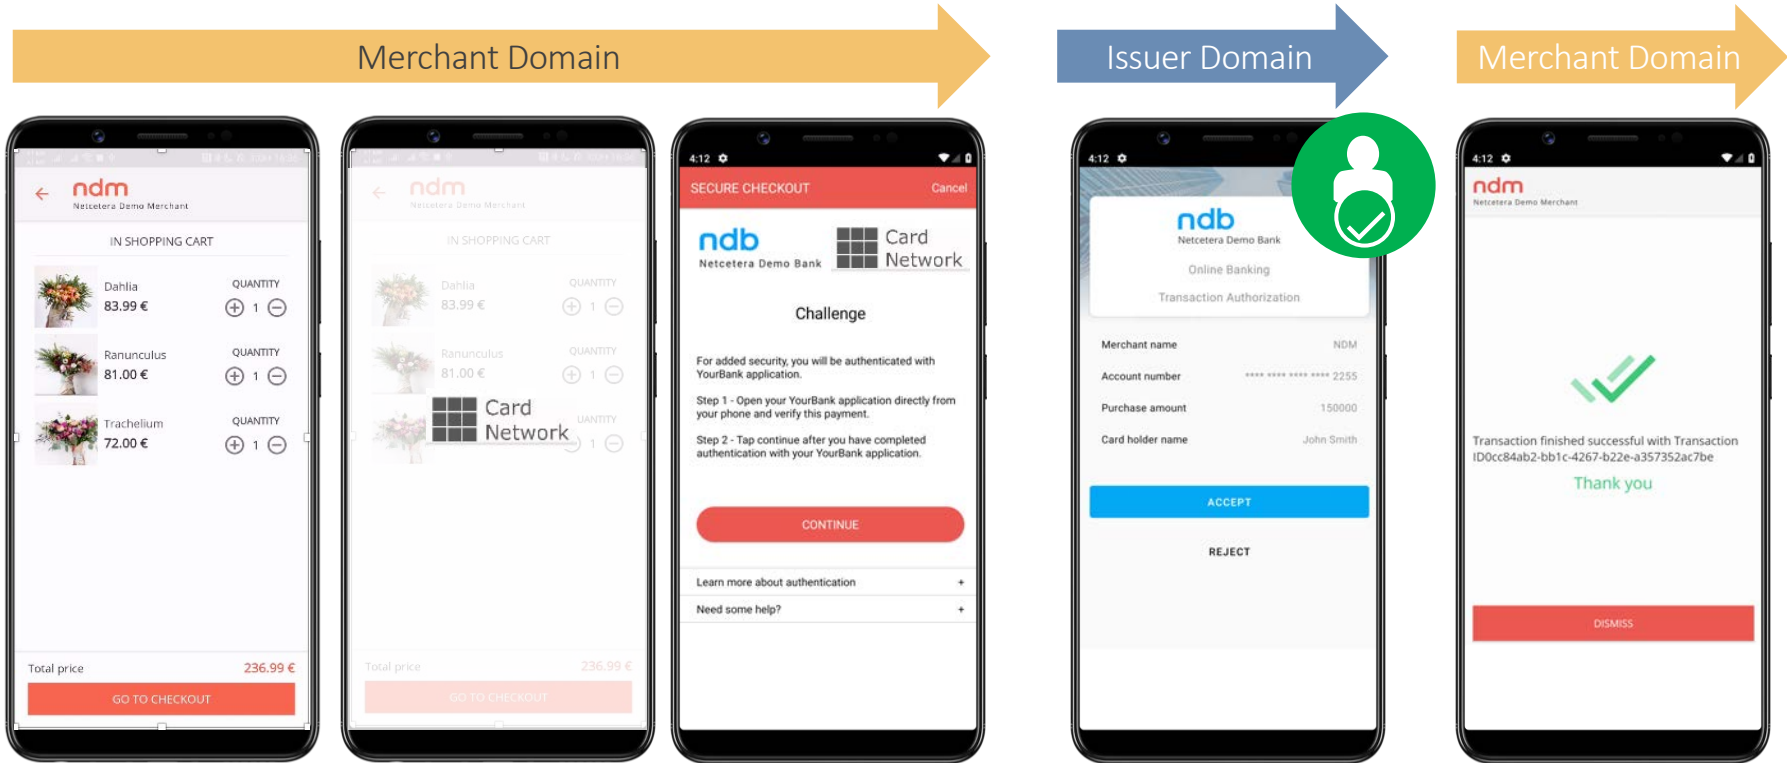 Merchant Domain
Issuer Domain
Merchant Domain
ndm
Netcetera Demo Merchant
IN SHOPPING CART
Dahlia
QUANTITY
83.99 €
1
Ranunculus
QUANTITY
81.00 €
1
Trachelium
QUANTITY
72.00 €
1
Total price
236.99 €
GO TO CHECKOUT
ndm
Netcetera Demo Merchant
IN SHOPPING CART
Dahlia
QUANTITY
83.99 €
1
Ranunculus
QUANTITY
81.00 €
1
Card
Network
UANTITY
1
Total price
236.99 €
GO TO CHECKOUT
4:12
SECURE CHECKOUT
Cancel
ndb
Netcetera Demo Bank
Card
Network
Challenge
For added security, you will be authenticated with
YourBank application.
Step 1 - Open your YourBank application directly from
your phone and verify this payment.
Step 2 - Tap continue after you have completed
authentication with your YourBank application.
CONTINUE
Learn more about authentication +
Need some help? +
4:12
ndb
Netcetera Demo Bank
Online Banking
Transaction Authorization
Merchant name NDM
Account number **** **** **** **** 2255
Purchase amount 150000
Card holder name John Smith
ACCEPT
REJECT
4:12
ndm
Netcetera Demo Merchant
Transaction finished successful with Transaction
ID0cc84ab2-bb1c-4267-b22e-a357352ac7be
Thank you
DISMISS